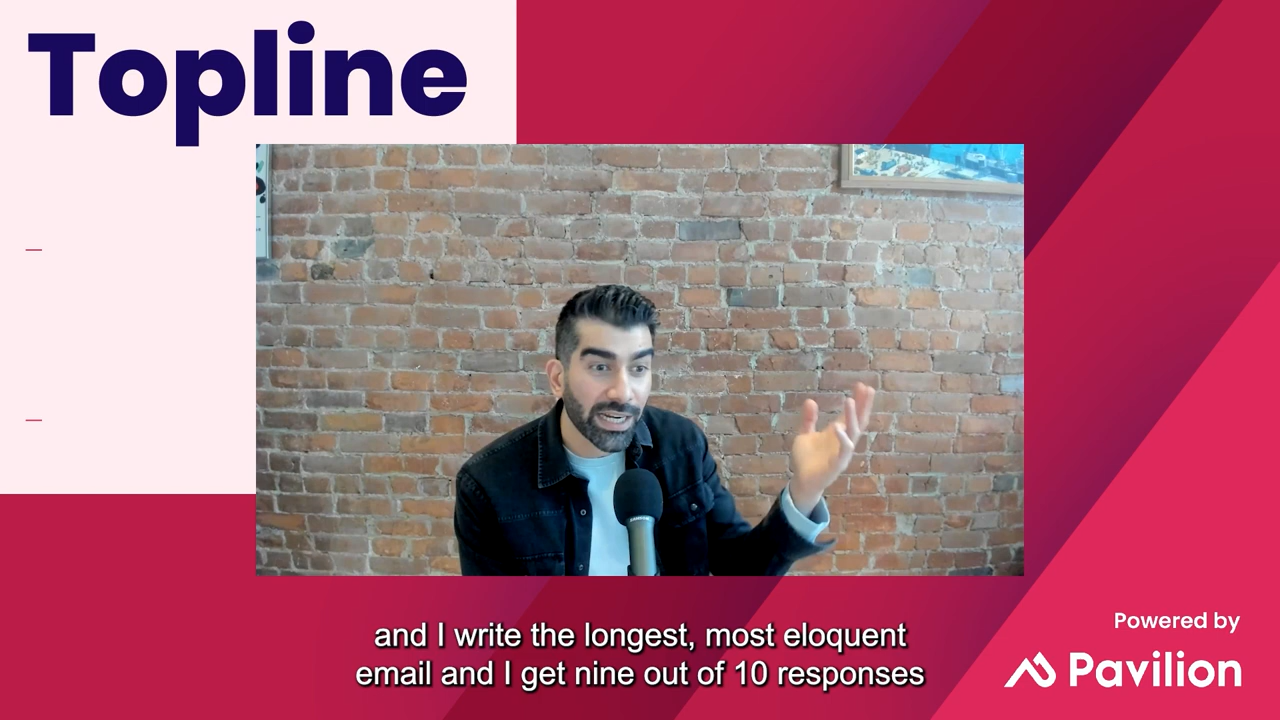 Topline
and I write the longest, most eloquent
email and I get nine out of 10 responses
Powered by
Pavilion